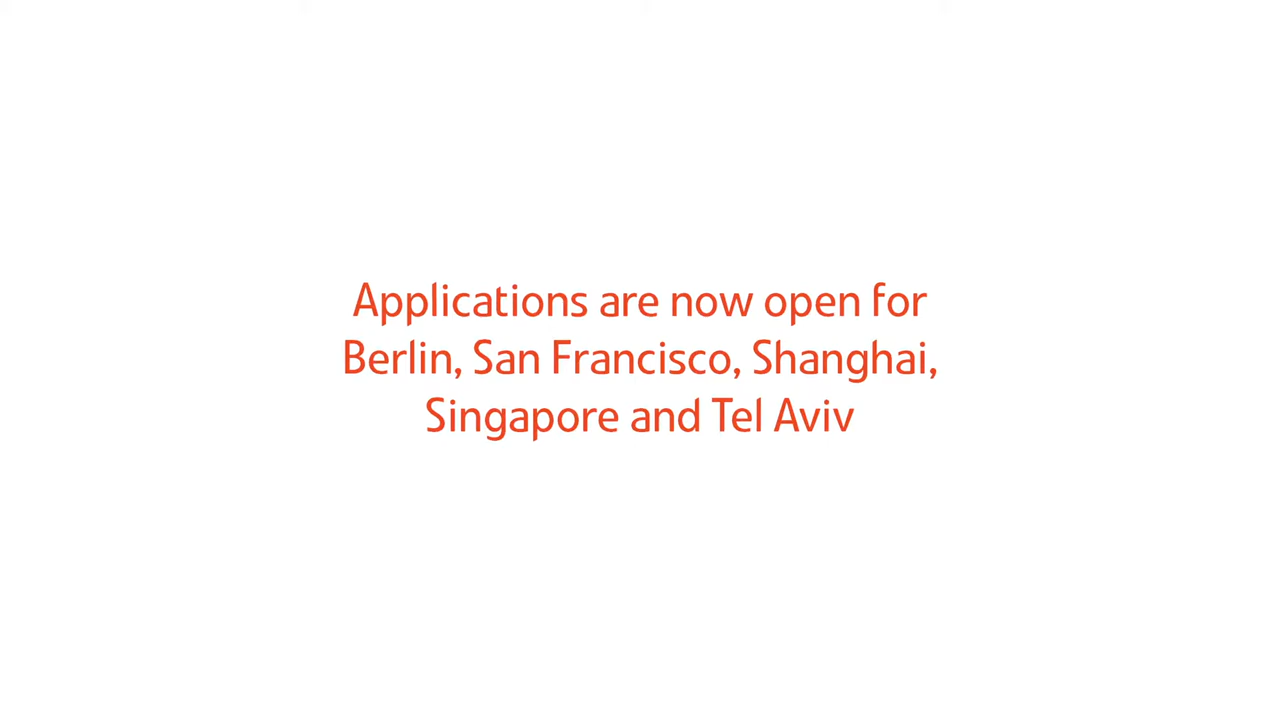 Applications are now open for
Berlin, San Francisco, Shanghai,
Singapore and Tel Aviv